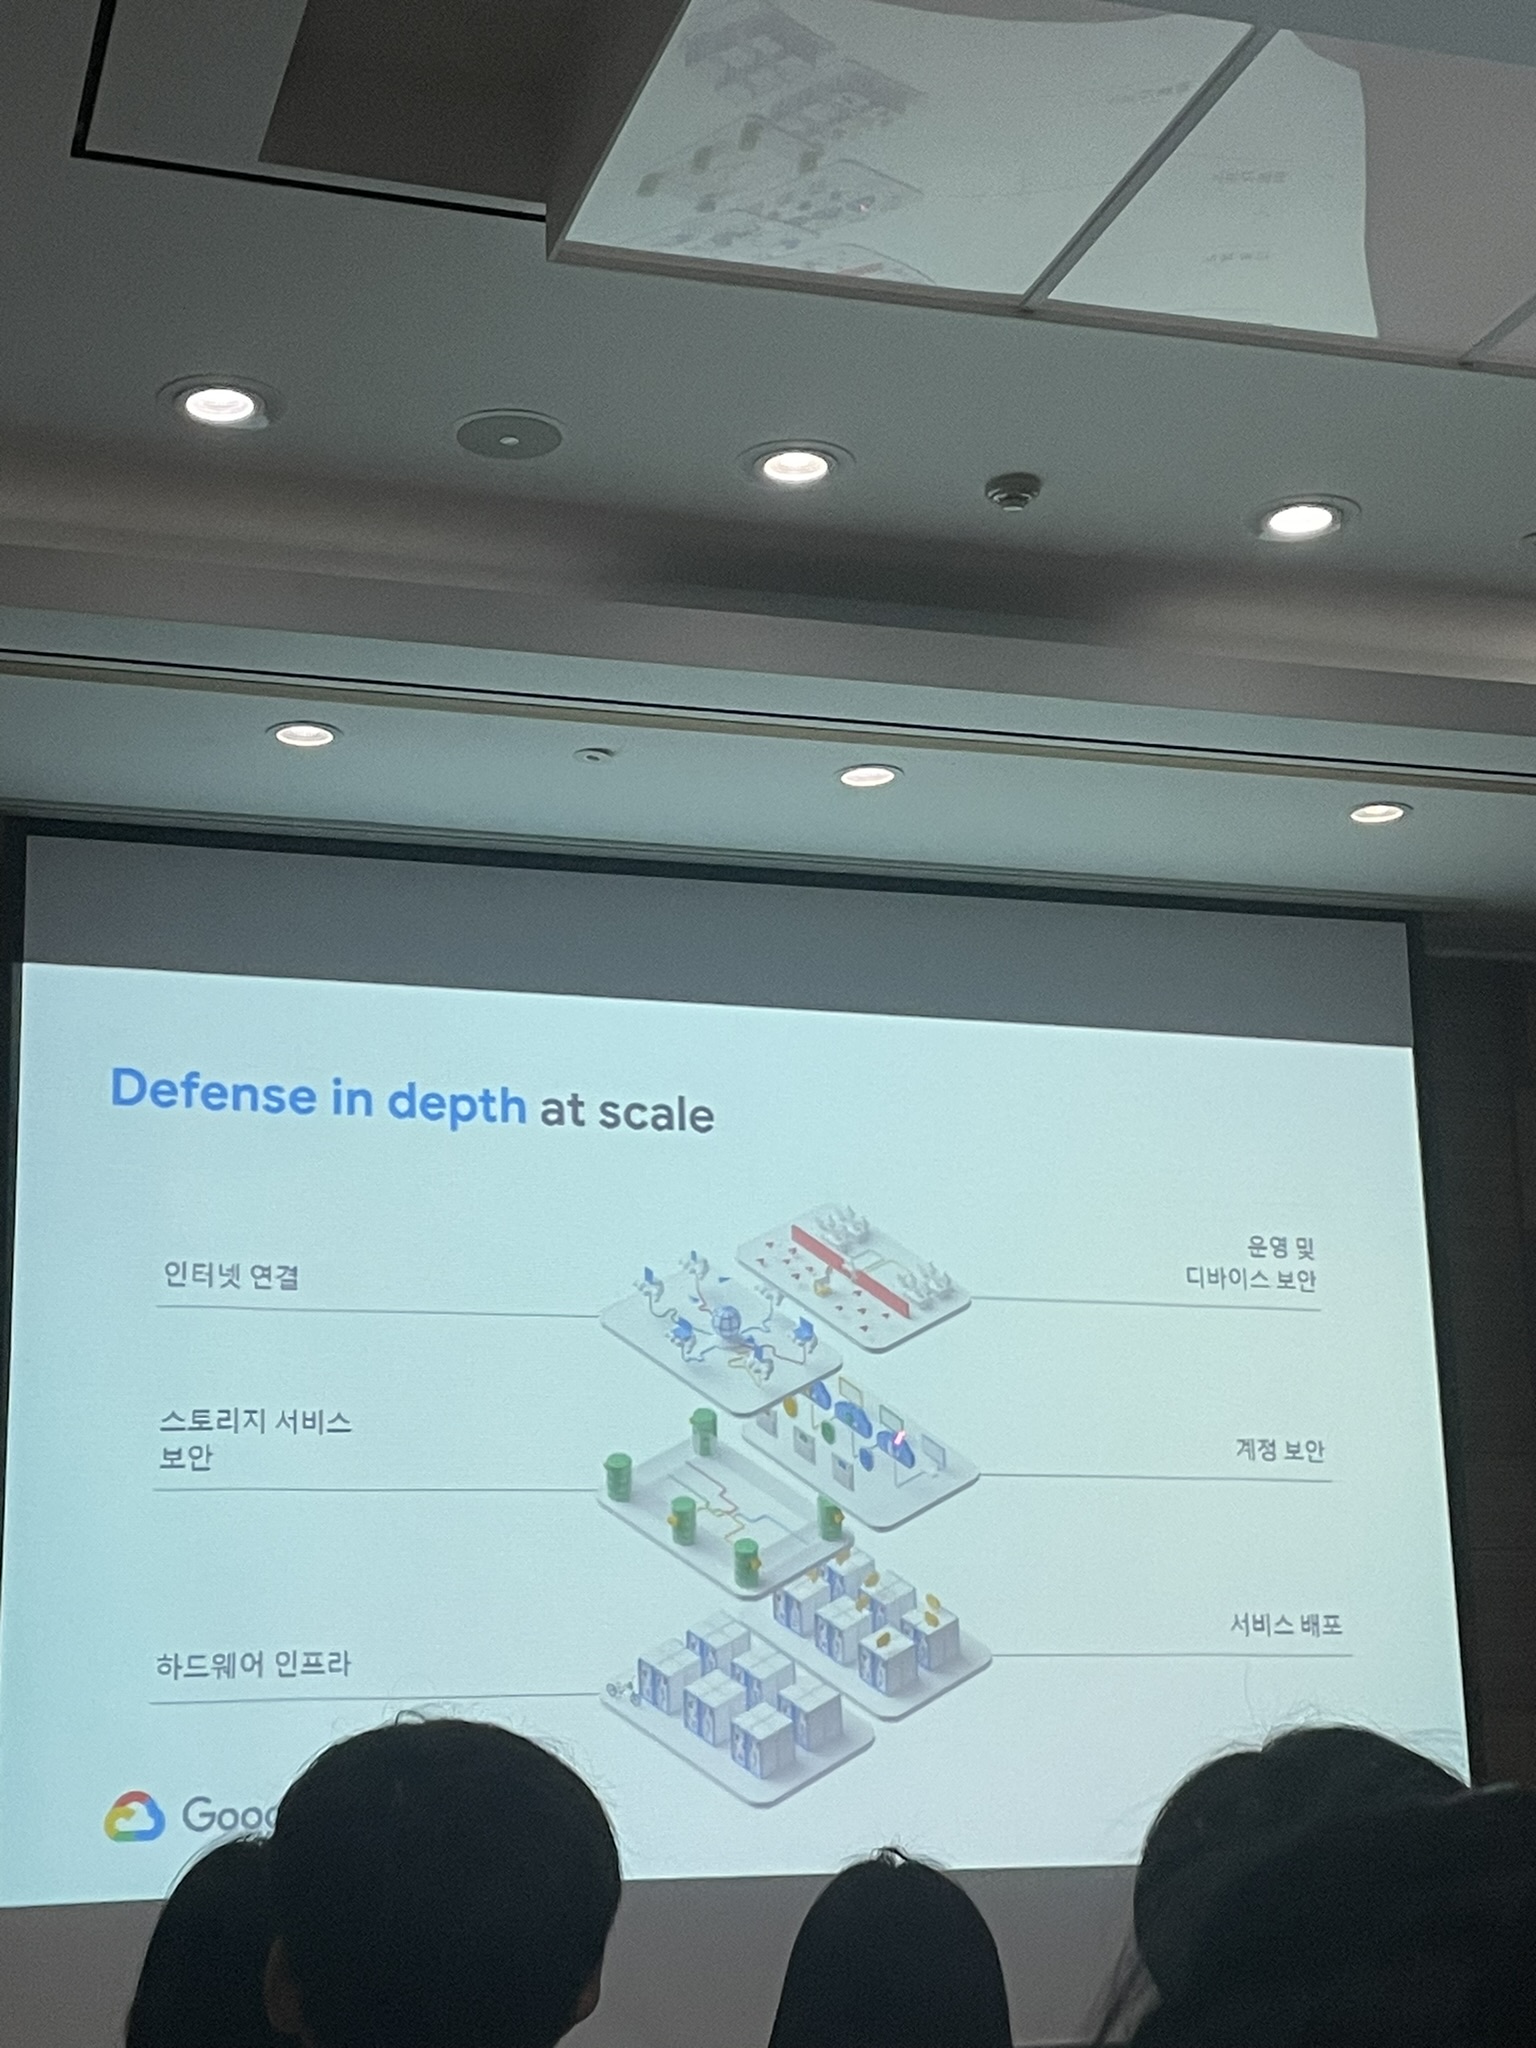 Defense in depth at scale
인터넷 연결
운영 및
디바이스 보안
스토리지 서비스
보안
계정 보안
서비스 배포
하드웨어 인프라